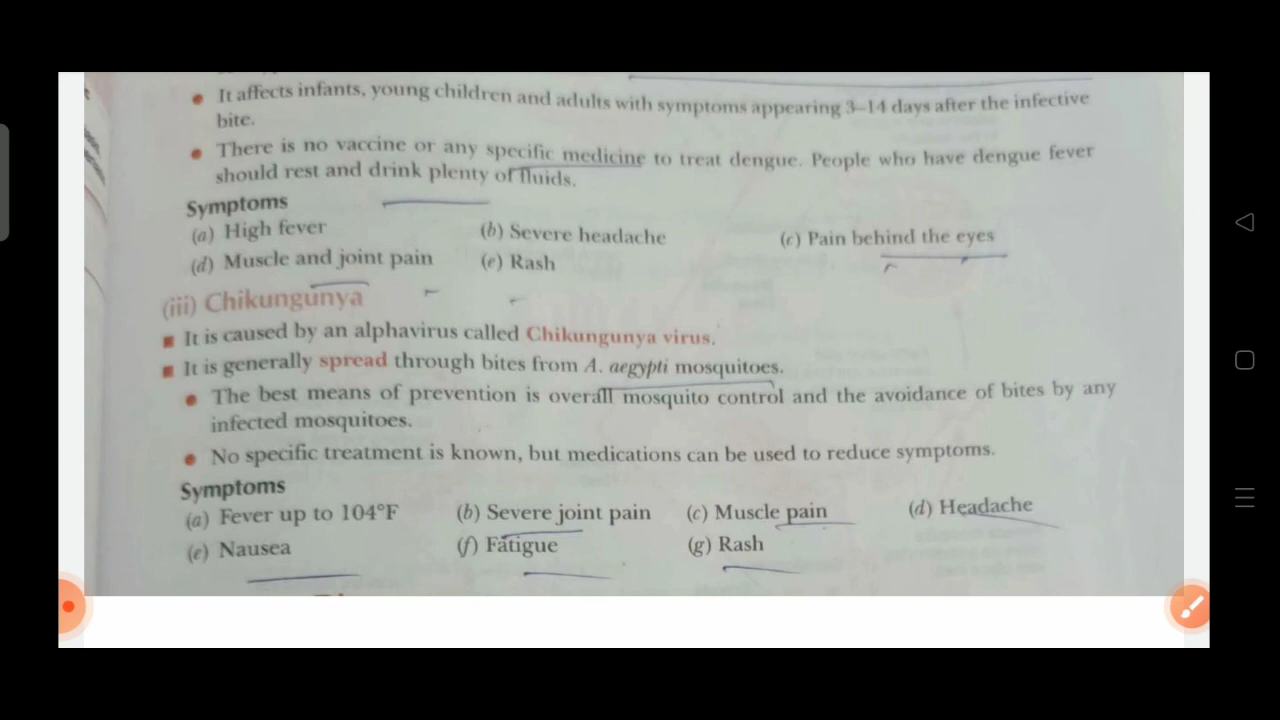 It affects infants, young children and adults with symptoms appearing 3–14 days after the infective
bite.
There is no vaccine or any specific medicine to treat dengue. People who have dengue fever
should rest and drink plenty of fluids.
Symptoms
(a) High fever (b) Severe headache (c) Pain behind the eyes
(d) Muscle and joint pain (e) Rash
(iii) Chikungunya
It is caused by an alphavirus called Chikungunya virus.
It is generally spread through bites from A. aegypti mosquitoes.
The best means of prevention is overall mosquito control and the avoidance of bites by any
infected mosquitoes.
No specific treatment is known, but medications can be used to reduce symptoms.
Symptoms
(a) Fever up to 104°F (b) Severe joint pain (c) Muscle pain (d) Headache
(e) Nausea (f) Fatigue (g) Rash